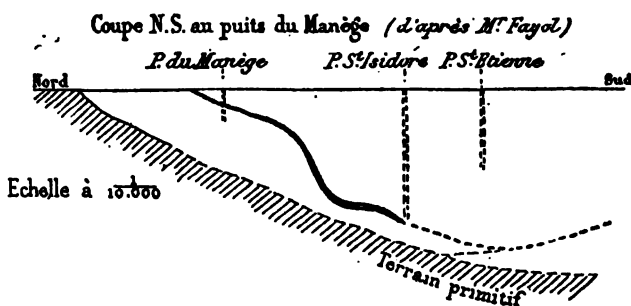 Coupe N.S. au puits du Manège (d'après Mr Fayol)
P. du Manège P. St Isidore P. St Etienne
Nord Sud
Echelle à 1/10.000
Terrain primitif